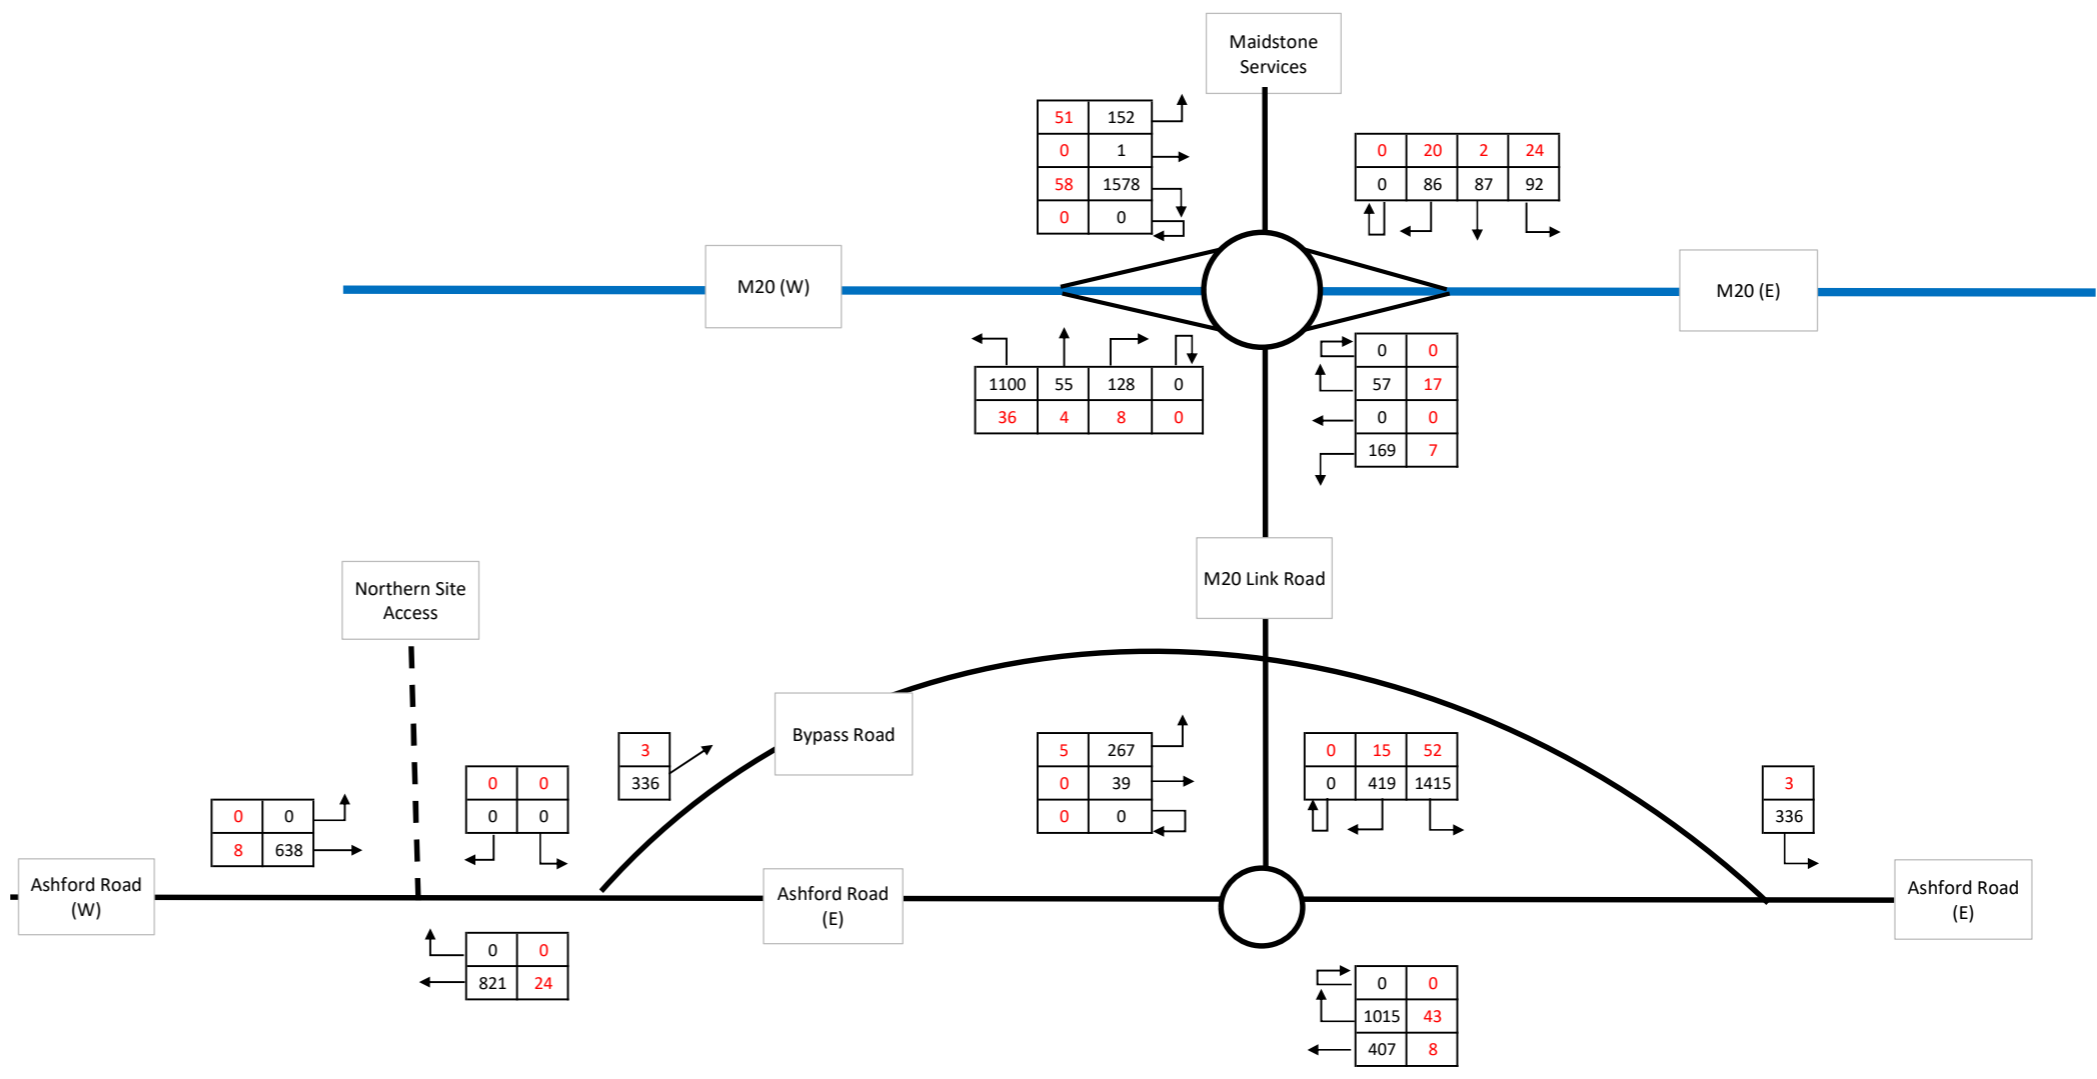 Maidstone
Services
51 152
0 1
58 1578
0 0
0 20 2 24
0 86 87 92
M20 (W)
M20 (E)
1100 55 128 0
36 4 8 0
0 0
57 17
0 0
169 7
M20 Link Road
Northern Site
Access
Bypass Road
3
336
0 0
0 0
0 0
8 638
5 267
0 39
0 0
0 15 52
0 419 1415
3
336
Ashford Road
(W)
Ashford Road
(E)
Ashford Road
(E)
0 0
821 24
0 0
1015 43
407 8